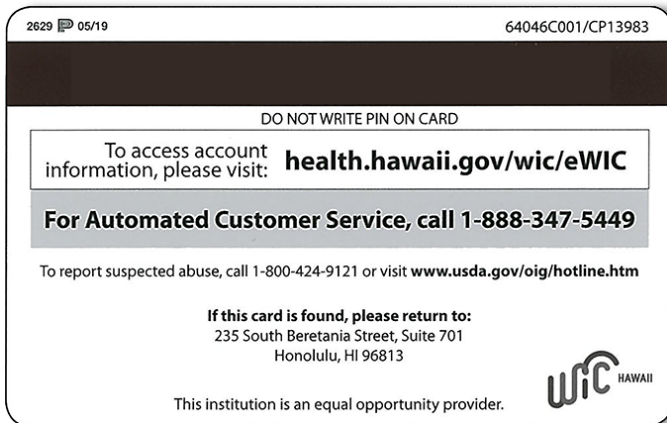 2629 05/19 64046C001/CP13983
DO NOT WRITE PIN ON CARD
To access account
information, please visit: health.hawaii.gov/wic/eWIC
For Automated Customer Service, call 1-888-347-5449
To report suspected abuse, call 1-800-424-9121 or visit www.usda.gov/oig/hotline.htm
If this card is found, please return to:
235 South Beretania Street, Suite 701
Honolulu, HI 96813
WiC HAWAII
This institution is an equal opportunity provider.